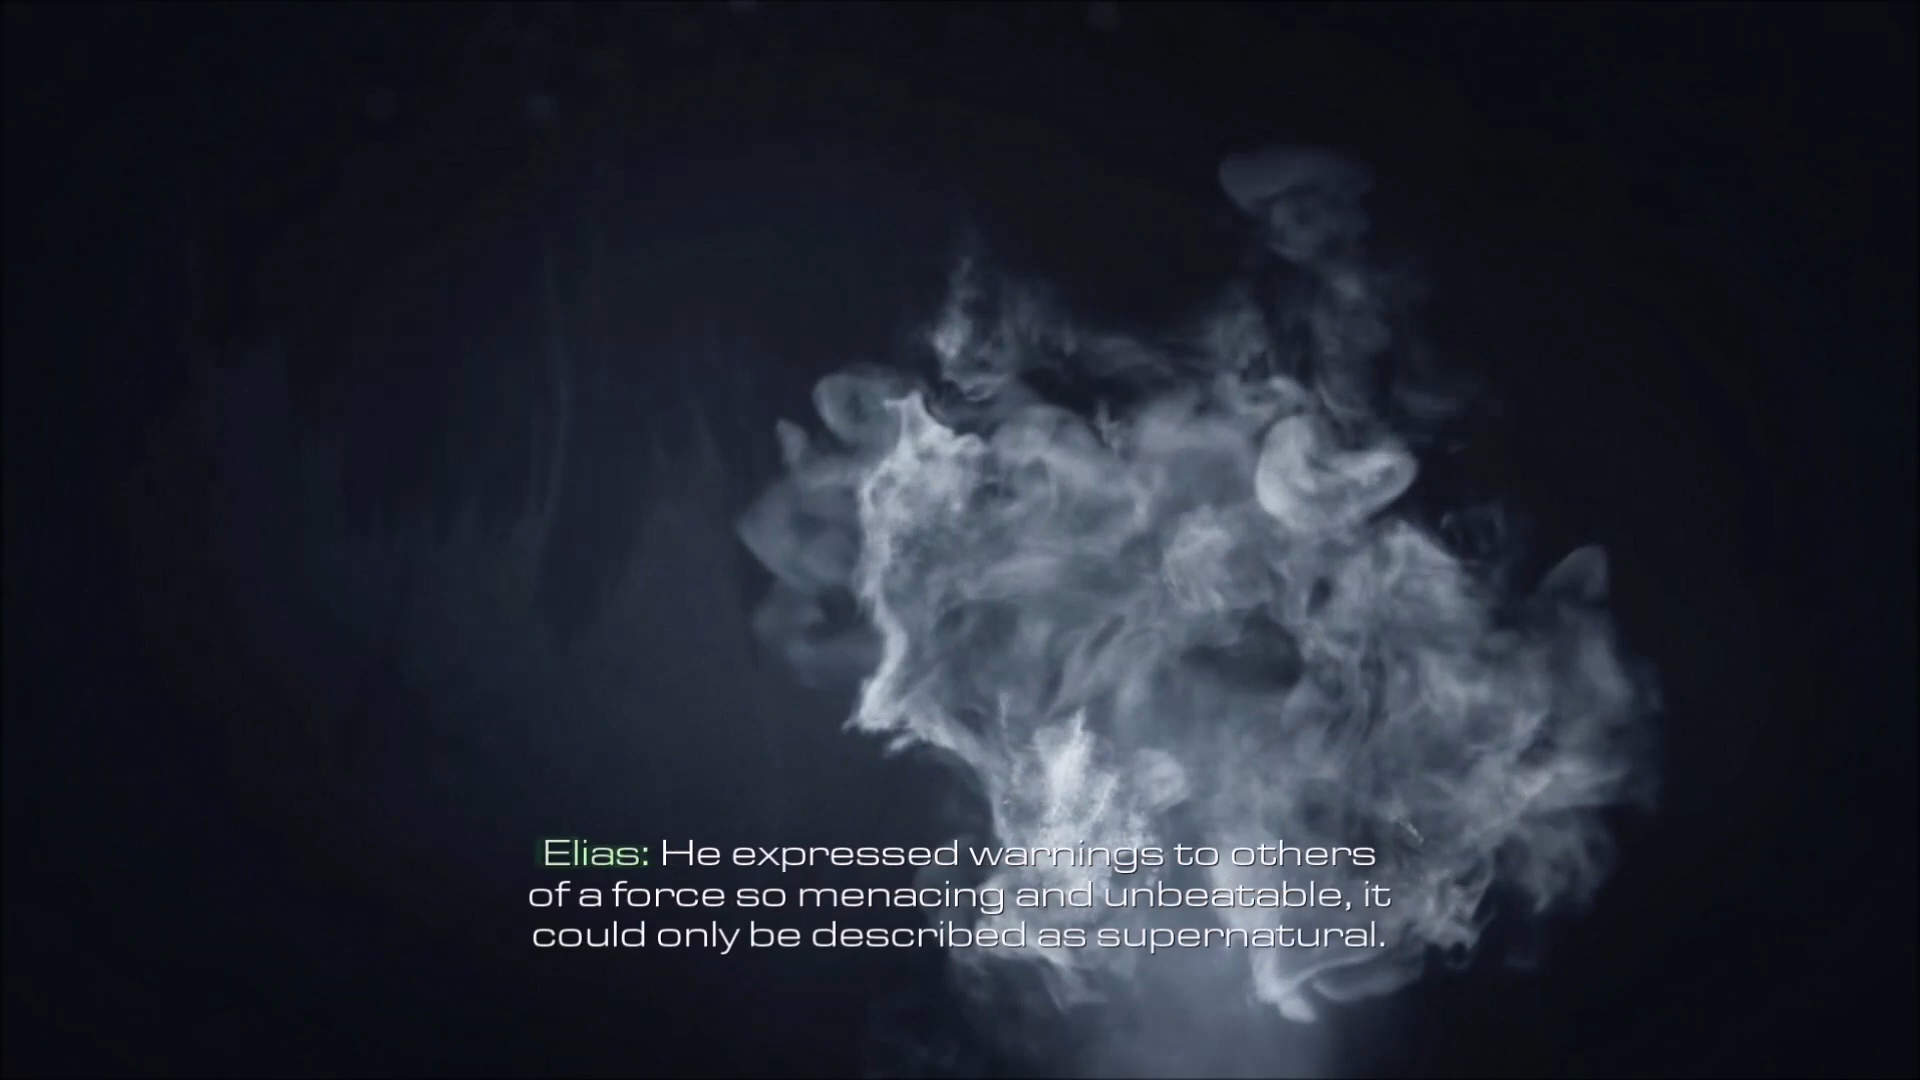 Elias: He expressed warnings to others
of a force so menacing and unbeatable, it
could only be described as supernatural.